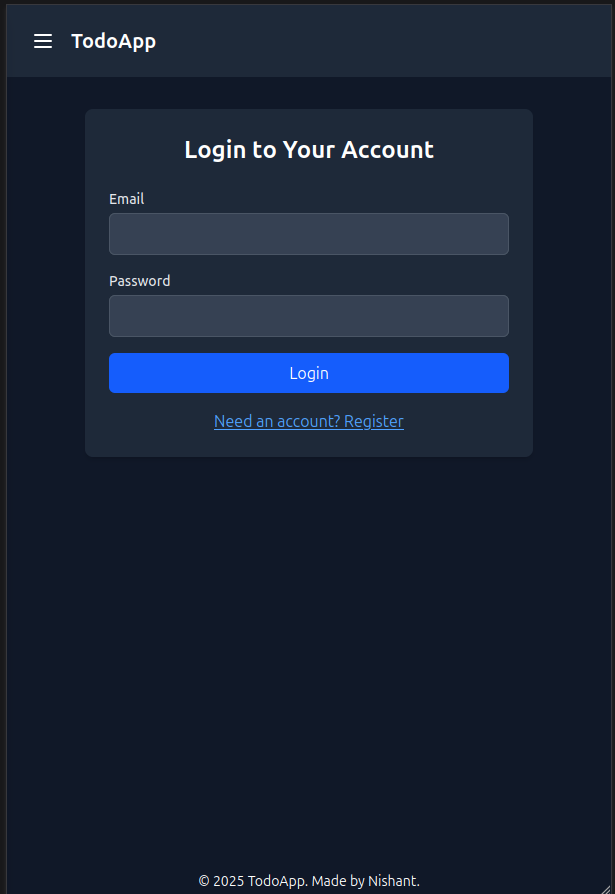 TodoApp
Login to Your Account
Email
Password
Login
Need an account? Register
© 2025 TodoApp. Made by Nishant.